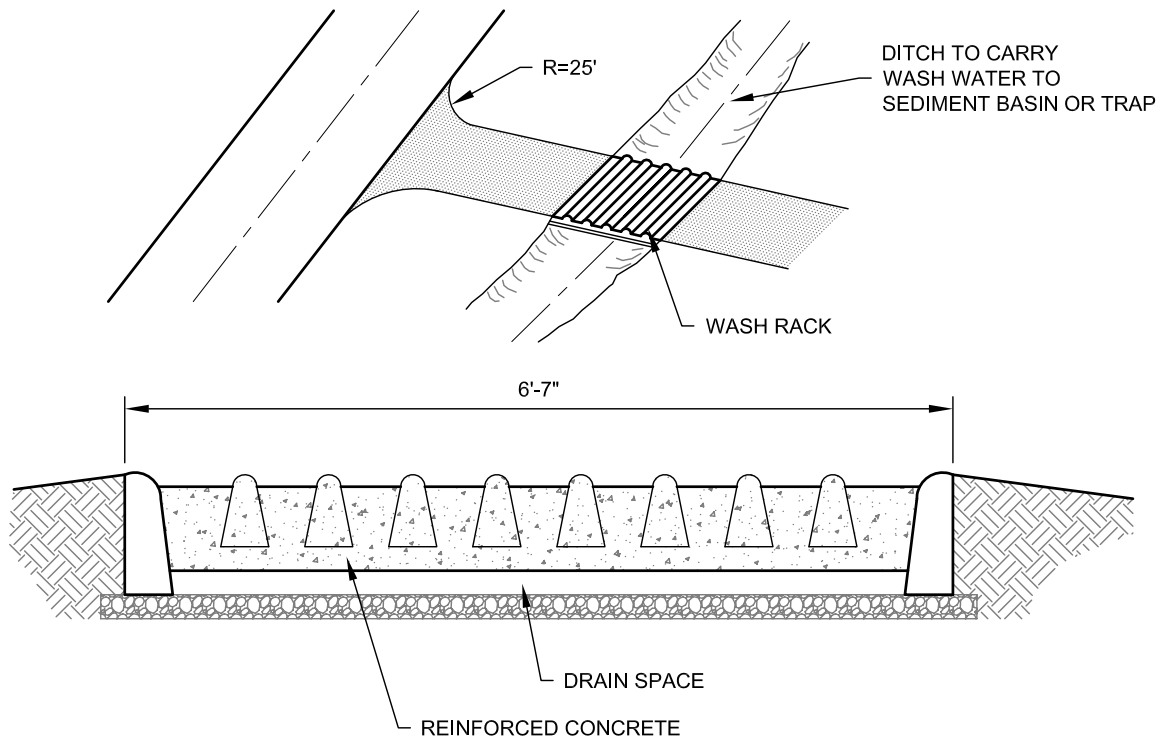 R=25'
DITCH TO CARRY
WASH WATER TO
SEDIMENT BASIN OR TRAP
WASH RACK
6'-7"
DRAIN SPACE
REINFORCED CONCRETE